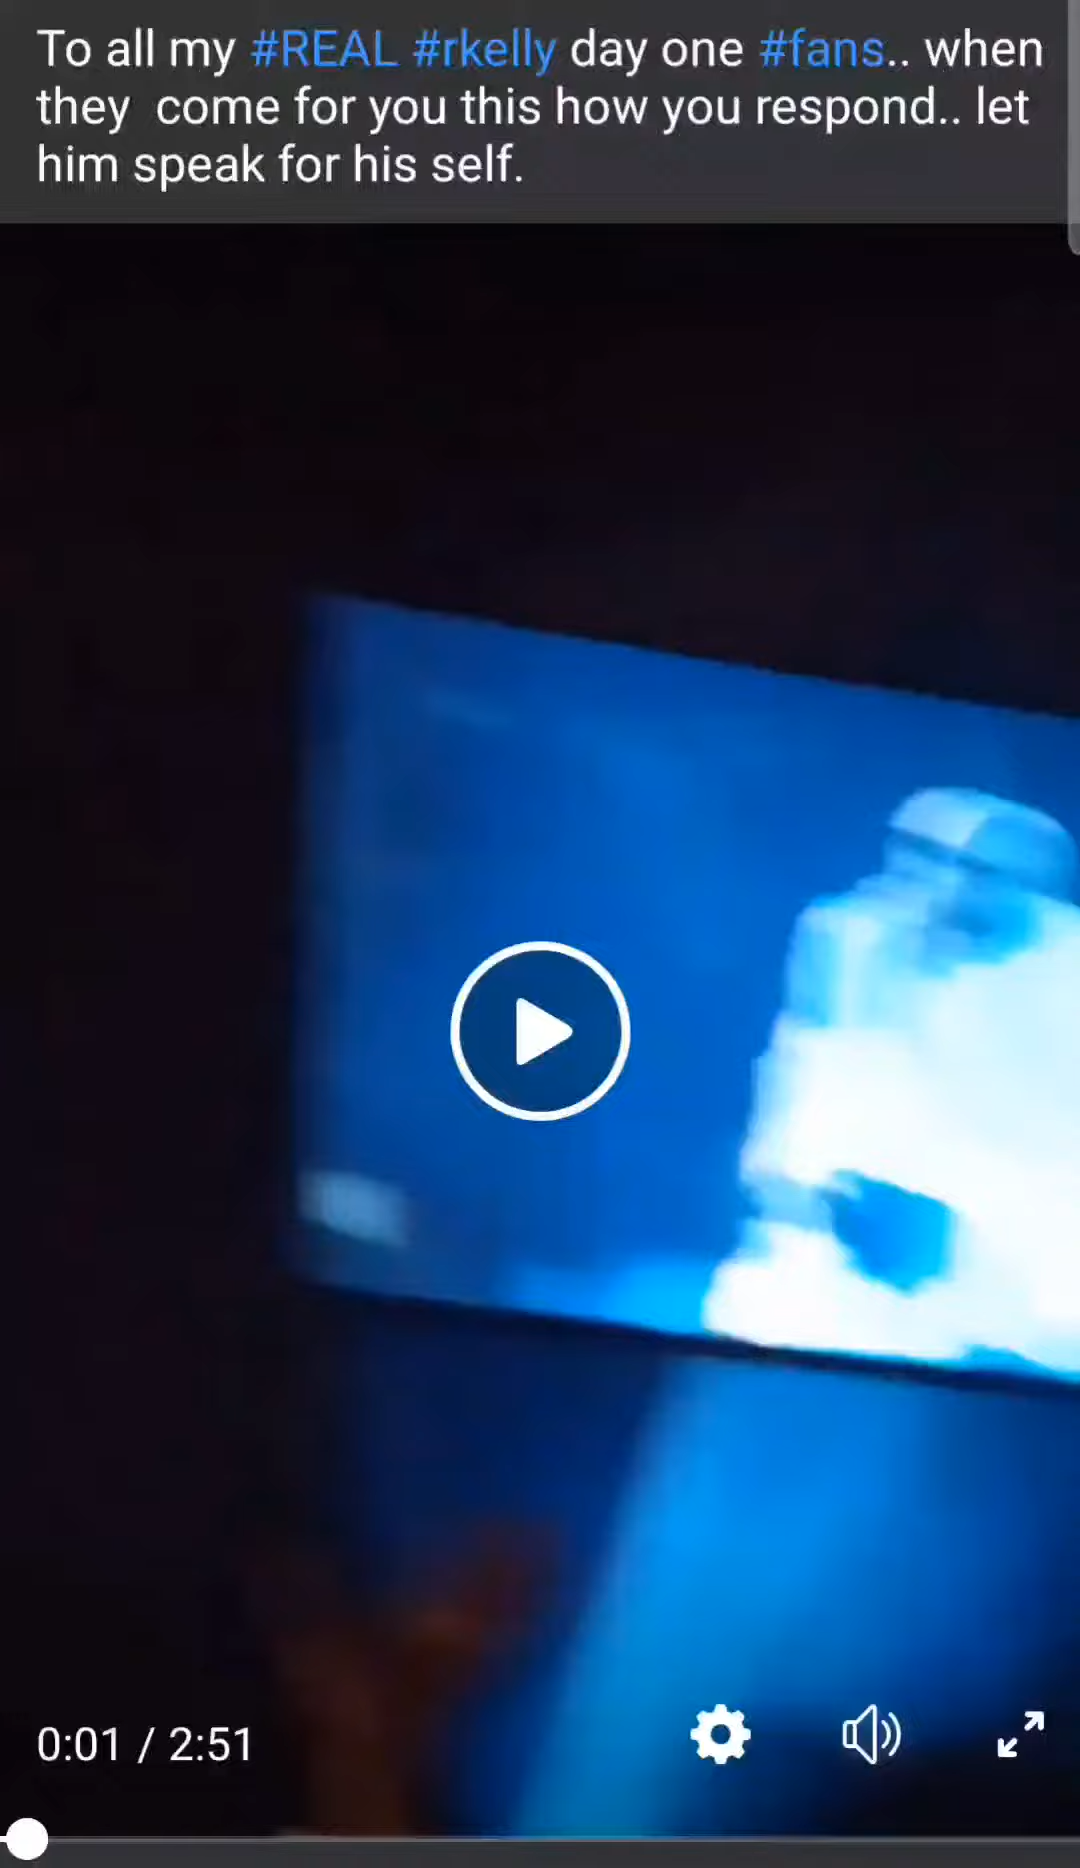 To all my #REAL #rkelly day one #fans.. when
they  come for you this how you respond.. let
him speak for his self.
0:01 / 2:51